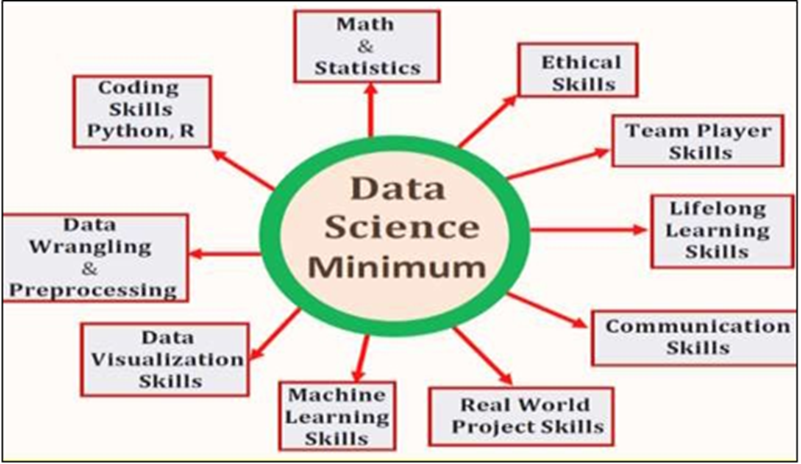 Math
&
Statistics
Ethical
Skills
Team Player
Skills
Lifelong
Learning
Skills
Communication
Skills
Real World
Project Skills
Machine
Learning
Skills
Data
Visualization
Skills
Data
Wrangling
&
Preprocessing
Coding
Skills
Python, R
Data
Science
Minimum